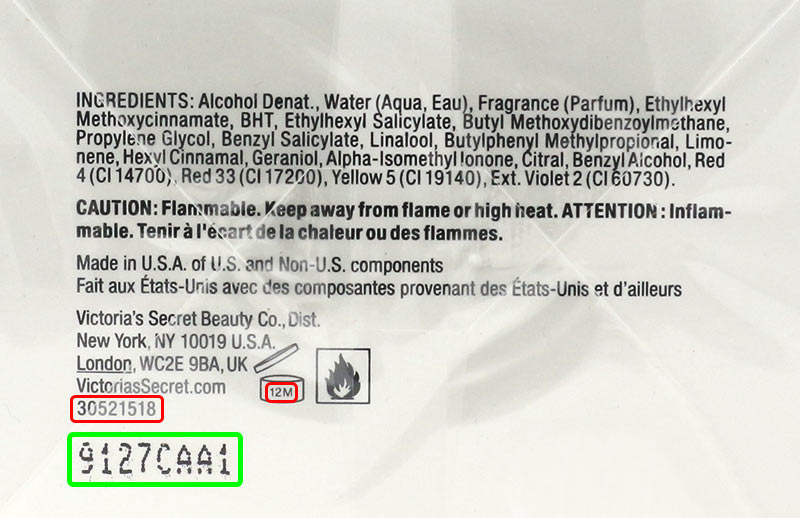 INGREDIENTS: Alcohol Denat., Water (Aqua, Eau), Fragrance (Parfum), Ethylhexyl
Methoxycinnamate, BHT, Ethylhexyl Salicylate, Butyl Methoxydibenzoylmethane,
Propylene Glycol, Benzyl Salicylate, Linalool, Butylphenyl Methylpropional, Limo-
nene, Hexyl Cinnamal, Geraniol, Alpha-Isomethyl Ionone, Citral, Benzyl Alcohol, Red
4 (CI 14700), Red 33 (CI 17200), Yellow 5 (CI 19140), Ext. Violet 2 (CI 60730).
CAUTION: Flammable. Keep away from flame or high heat. ATTENTION : Inflam-
mable. Tenir à l'écart de la chaleur ou des flammes.
Made in U.S.A. of U.S. and Non-U.S. components
Fait aux États-Unis avec des composantes provenant des États-Unis et d'ailleurs
Victoria's Secret Beauty Co., Dist.
New York, NY 10019 U.S.A.
London, WC2E 9BA, UK
VictoriasSecret.com
12M
30521518
9127CAA1